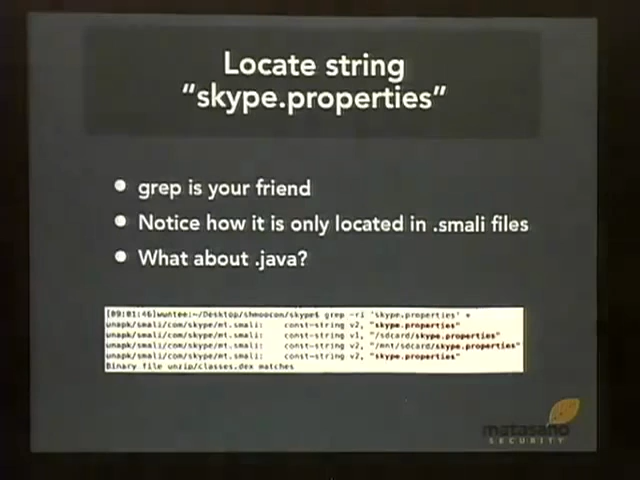 Locate string
“skype.properties”
grep is your friend
Notice how it is only located in .smali files
What about .java?
[09:01:46]wuntee:~/Desktop/shmoocon/skype$ grep -ri 'skype.properties' *
unapk/smali/com/skype/mt.smali: const-string v2, "skype.properties"
unapk/smali/com/skype/mt.smali: const-string v1, "/sdcard/skype.properties"
unapk/smali/com/skype/mt.smali: const-string v2, "/mnt/sdcard/skype.properties"
unapk/smali/com/skype/mt.smali: const-string v2, "skype.properties"
Binary file unzip/classes.dex matches
matasano
SECURITY